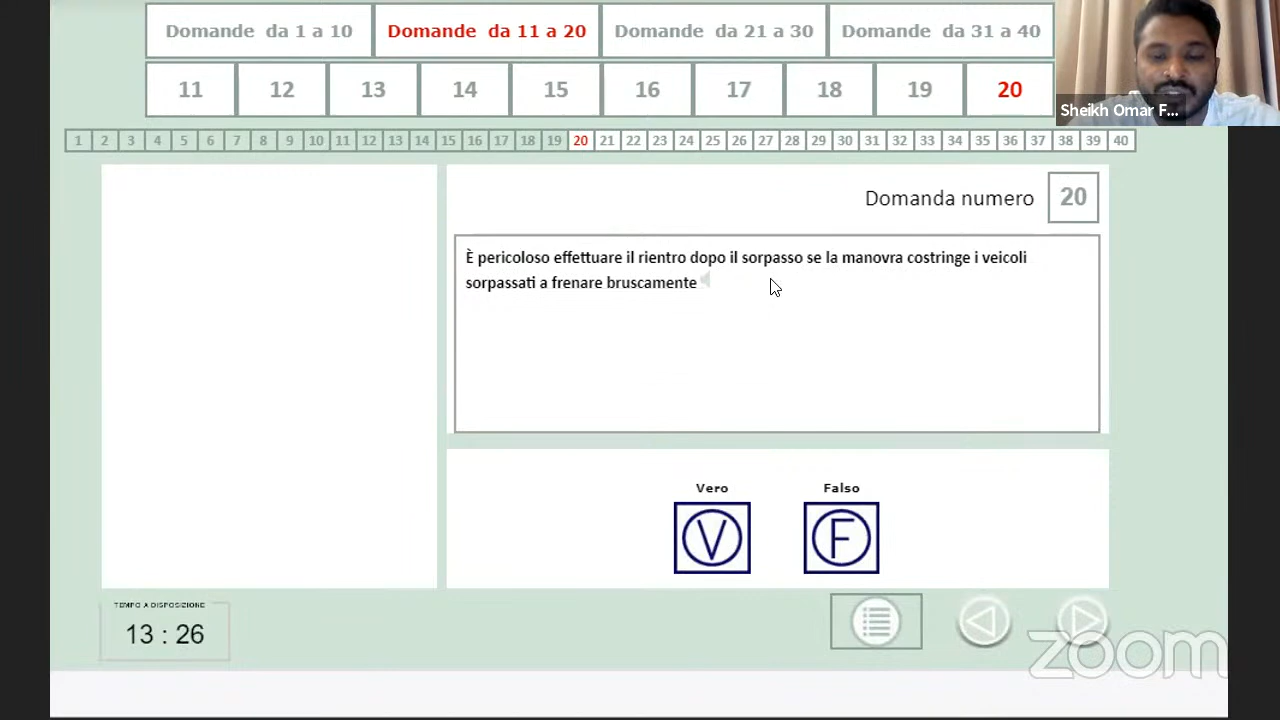 Domande da 1 a 10 Domande da 11 a 20 Domande da 21 a 30 Domande da 31 a 40
11 12 13 14 15 16 17 18 19 20
Sheikh Omar F...
1 2 3 4 5 6 7 8 9 10 11 12 13 14 15 16 17 18 19 20 21 22 23 24 25 26 27 28 29 30 31 32 33 34 35 36 37 38 39 40
Domanda numero 20
È pericoloso effettuare il rientro dopo il sorpasso se la manovra costringe i veicoli
sorpassati a frenare bruscamente
Vero Falso
V F
TEMPO A DISPOSIZIONE
13 : 26
zoom